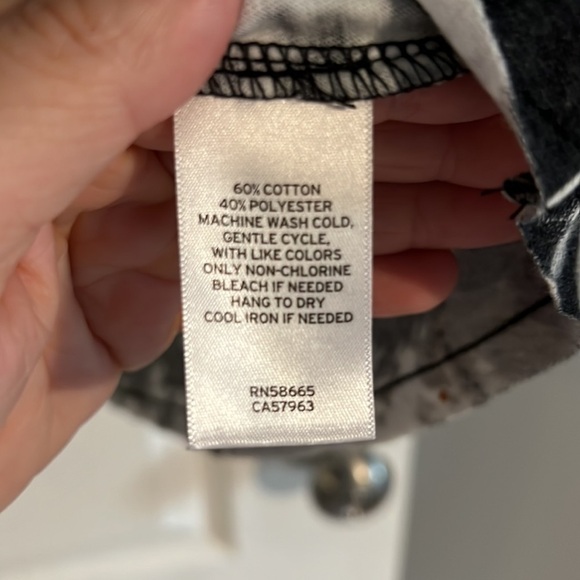 60% COTTON
40% POLYESTER
MACHINE WASH COLD,
GENTLE CYCLE,
WITH LIKE COLORS
ONLY NON-CHLORINE
BLEACH IF NEEDED
HANG TO DRY
COOL IRON IF NEEDED
RN58665
CA57963